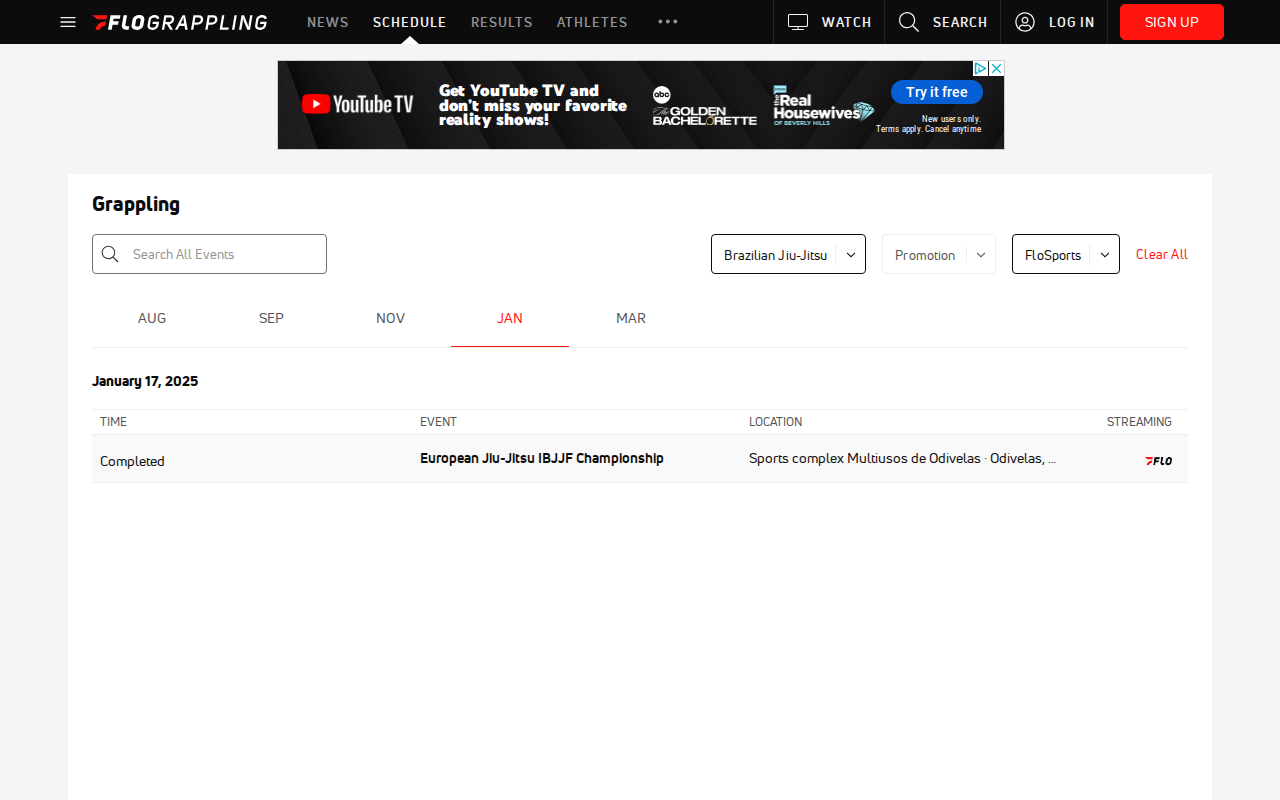 FLOGRAPPLING NEWS SCHEDULE RESULTS ATHLETES WATCH SEARCH LOG IN SIGN UP
YouTube TV
Get YouTube TV and
don't miss your favorite
reality shows!
abc
The GOLDEN
BACHELORETTE
the Real
Housewives
OF BEVERLY HILLS
Try it free
New users only.
Terms apply. Cancel anytime
Grappling
Search All Events
Brazilian Jiu-Jitsu
Promotion
FloSports
Clear All
AUG SEP NOV JAN MAR
January 17, 2025
TIME EVENT LOCATION STREAMING
Completed European Jiu-Jitsu IBJJF Championship Sports complex Multiusos de Odivelas · Odivelas, ... FLO